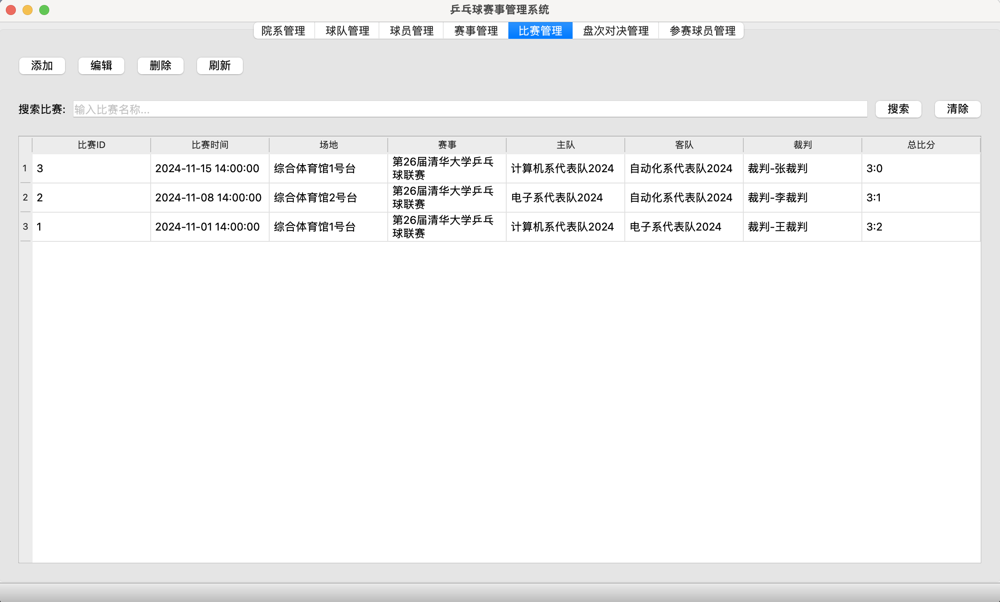 乒乓球赛事管理系统
院系管理 球队管理 球员管理 赛事管理 比赛管理 盘次对决管理 参赛球员管理
添加 编辑 删除 刷新
搜索比赛: 输入比赛名称... 搜索 清除
比赛ID 比赛时间 场地 赛事 主队 客队 裁判 总比分
1 3 2024-11-15 14:00:00 综合体育馆1号台 第26届清华大学乒乓 计算机系代表队2024 自动化系代表队2024 裁判-张裁判 3:0
球联赛
2 2 2024-11-08 14:00:00 综合体育馆2号台 第26届清华大学乒乓 电子系代表队2024 自动化系代表队2024 裁判-李裁判 3:1
球联赛
3 1 2024-11-01 14:00:00 综合体育馆1号台 第26届清华大学乒乓 计算机系代表队2024 电子系代表队2024 裁判-王裁判 3:2
球联赛